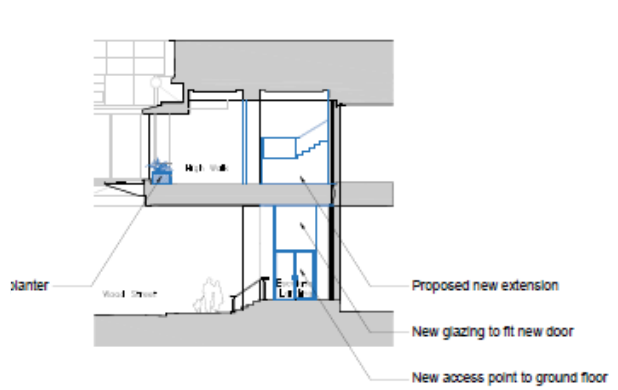 High Walk
planter
Wood Street
Proposed new extension
New glazing to fit new door
New access point to ground floor